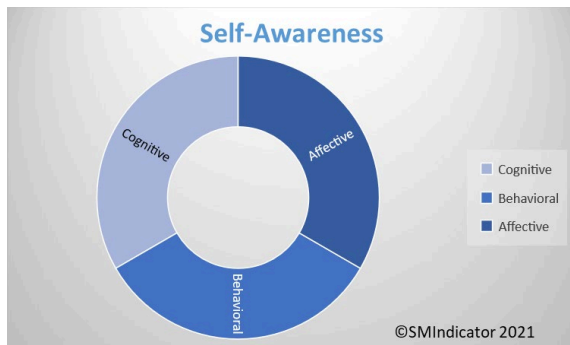 Self-Awareness
Cognitive
Affective
Behavioral
Cognitive
Behavioral
Affective
©SMIndicator 2021